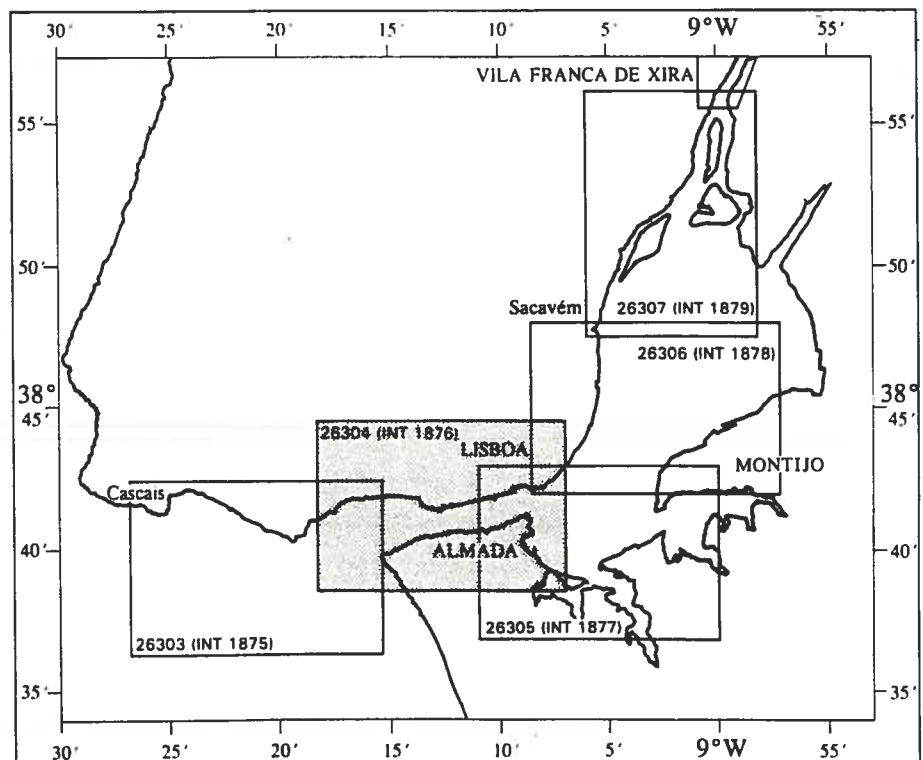 30′ 25′ 20′ 15′ 10′ 5′ 9°W 55′
VILA FRANCA DE XIRA
55′ 55′
50′ 50′
Sacavém
26307 (INT 1879)
26306 (INT 1878)
38° 38°
45′ 45′
26304 (INT 1876)
LISBOA
MONTIJO
Cascais
40′ 40′
ALMADA
26305 (INT 1877)
26303 (INT 1875)
35′ 35′
30′ 25′ 20′ 15′ 10′ 5′ 9°W 55′